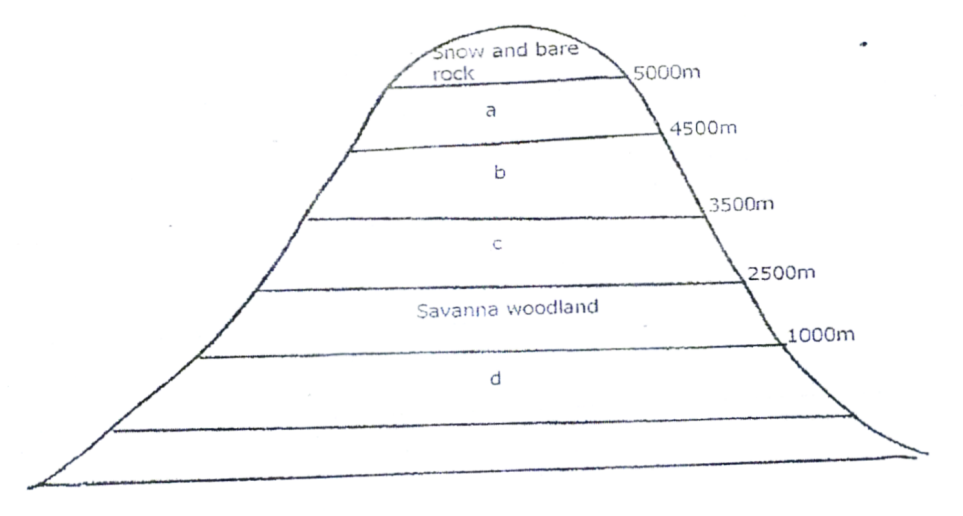 Snow and bare
rock
5000m
a
4500m
b
3500m
c
2500m
Savanna woodland
1000m
d